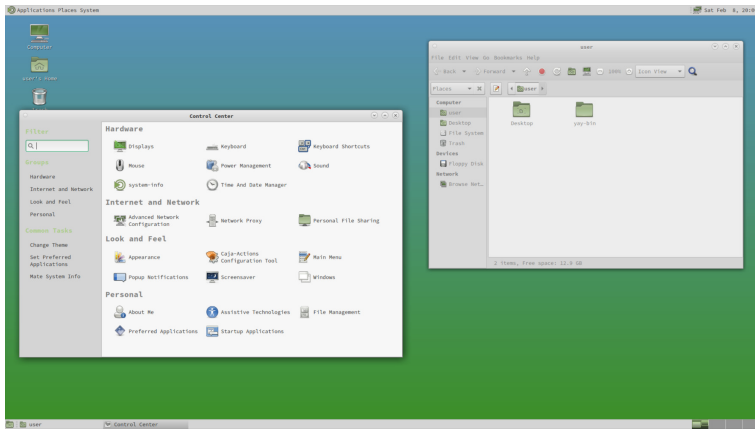 Applications Places System
Sat Feb 8, 20:0
Computer
user's Home
Control Center
Filter
Groups
Hardware
Internet and Network
Look and Feel
Personal
Common Tasks
Change Theme
Set Preferred
Applications
Mate System Info
Hardware
Displays
Keyboard
Keyboard Shortcuts
Mouse
Power Management
Sound
system-info
Time And Date Manager
Internet and Network
Advanced Network
Configuration
Network Proxy
Personal File Sharing
Look and Feel
Appearance
Caja-Actions
Configuration Tool
Main Menu
Popup Notifications
Screensaver
Windows
Personal
About Me
Assistive Technologies
File Management
Preferred Applications
Startup Applications
user
File Edit View Go Bookmarks Help
Back
Forward
100%
Icon View
Places
user
Computer
user
Desktop
File System
Trash
Devices
Floppy Disk
Network
Browse Net…
Desktop
yay-bin
2 items, Free space: 12.9 GB
user
Control Center